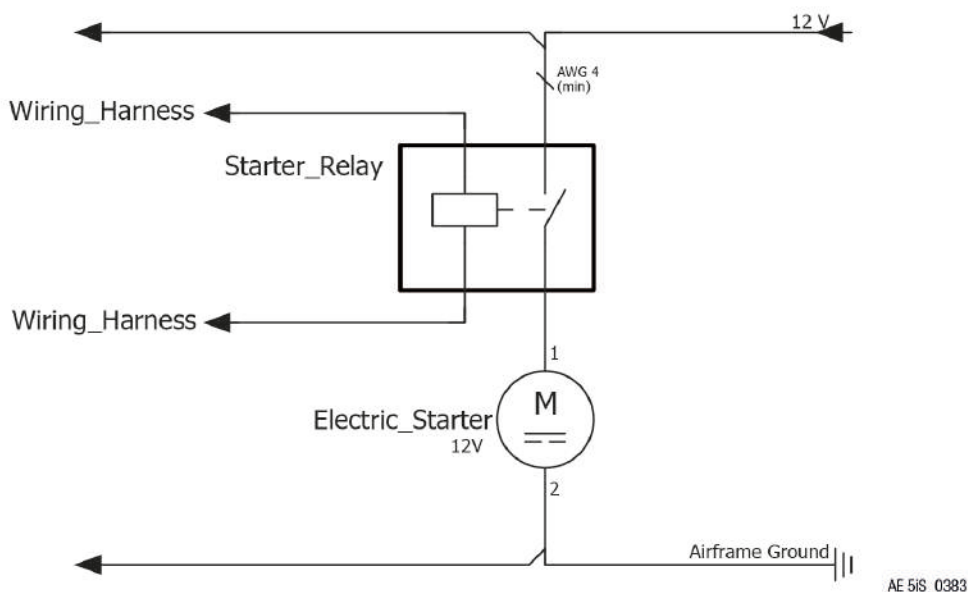 12 V
AWG 4
(min)
Wiring_Harness
Starter_Relay
Wiring_Harness
1
M
Electric_Starter
12V
2
Airframe Ground
AE 5iS 0383